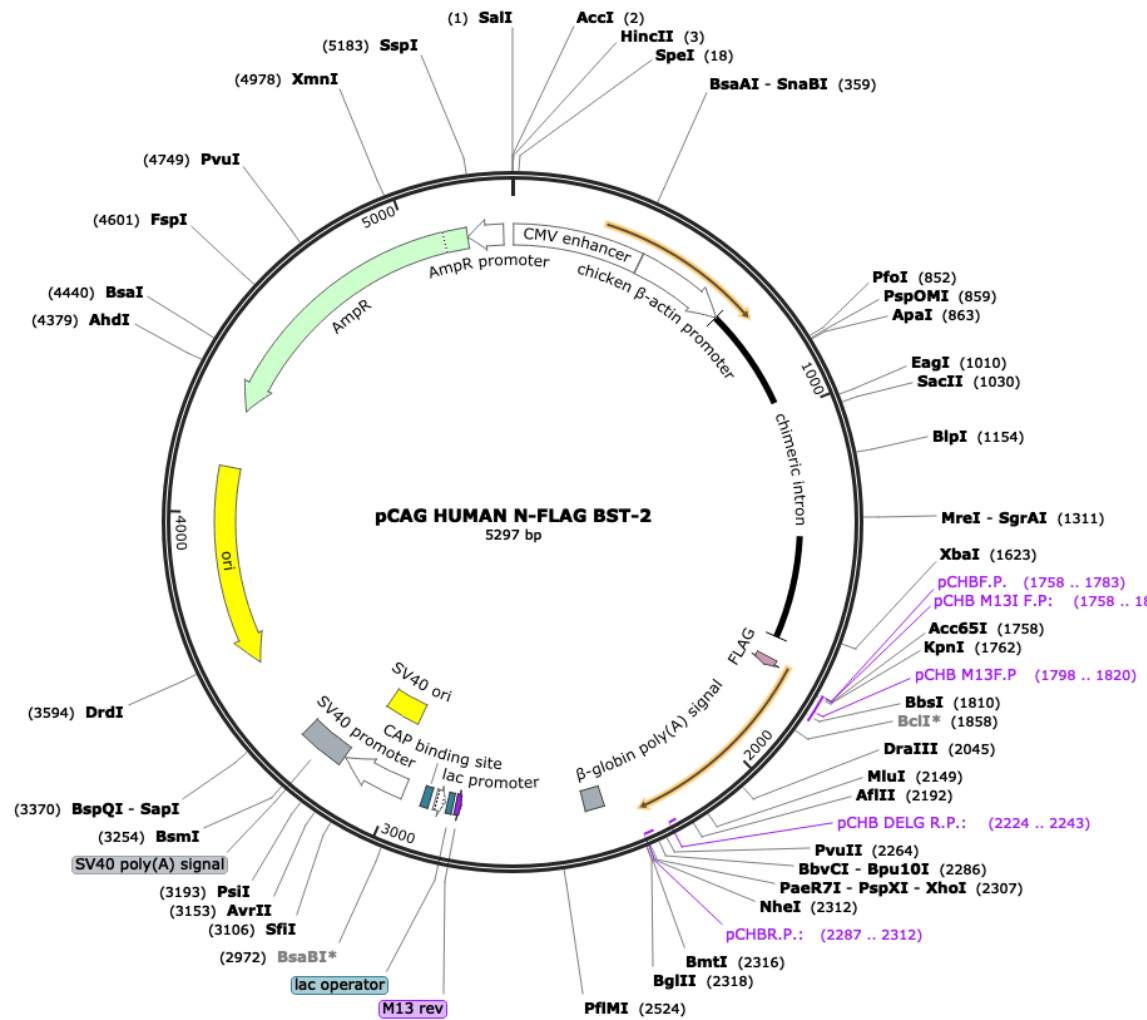 (1) SalI
AccI (2)
HincII (3)
SpeI (18)
BsaAI - SnaBI (359)
(5183) SspI
(4978) XmnI
(4749) PvuI
(4601) FspI
(4440) BsaI
(4379) AhdI
5000
AmpR promoter
AmpR
CMV enhancer
chicken β-actin promoter
PfoI (852)
PspOMI (859)
ApaI (863)
1000
EagI (1010)
SacII (1030)
BlpI (1154)
chimeric intron
pCAG HUMAN N-FLAG BST-2
5297 bp
4000
ori
MreI - SgrAI (1311)
XbaI (1623)
pCHBF.P. (1758 .. 1783)
pCHB M13I F.P: (1758 .. 18
Acc65I (1758)
KpnI (1762)
pCHB M13F.P (1798 .. 1820)
BbsI (1810)
BclI* (1858)
FLAG
2000
DraIII (2045)
MluI (2149)
AflII (2192)
pCHB DELG R.P.: (2224 .. 2243)
PvuII (2264)
BbvCI - Bpu10I (2286)
PaeR7I - PspXI - XhoI (2307)
NheI (2312)
pCHBR.P.: (2287 .. 2312)
BmtI (2316)
BglII (2318)
PflMI (2524)
β-globin poly(A) signal
SV40 ori
SV40 promoter
CAP binding site
lac promoter
3000
(3594) DrdI
(3370) BspQI - SapI
(3254) BsmI
SV40 poly(A) signal
(3193) PsiI
(3153) AvrII
(3106) SfiI
(2972) BsaBI*
lac operator
M13 rev